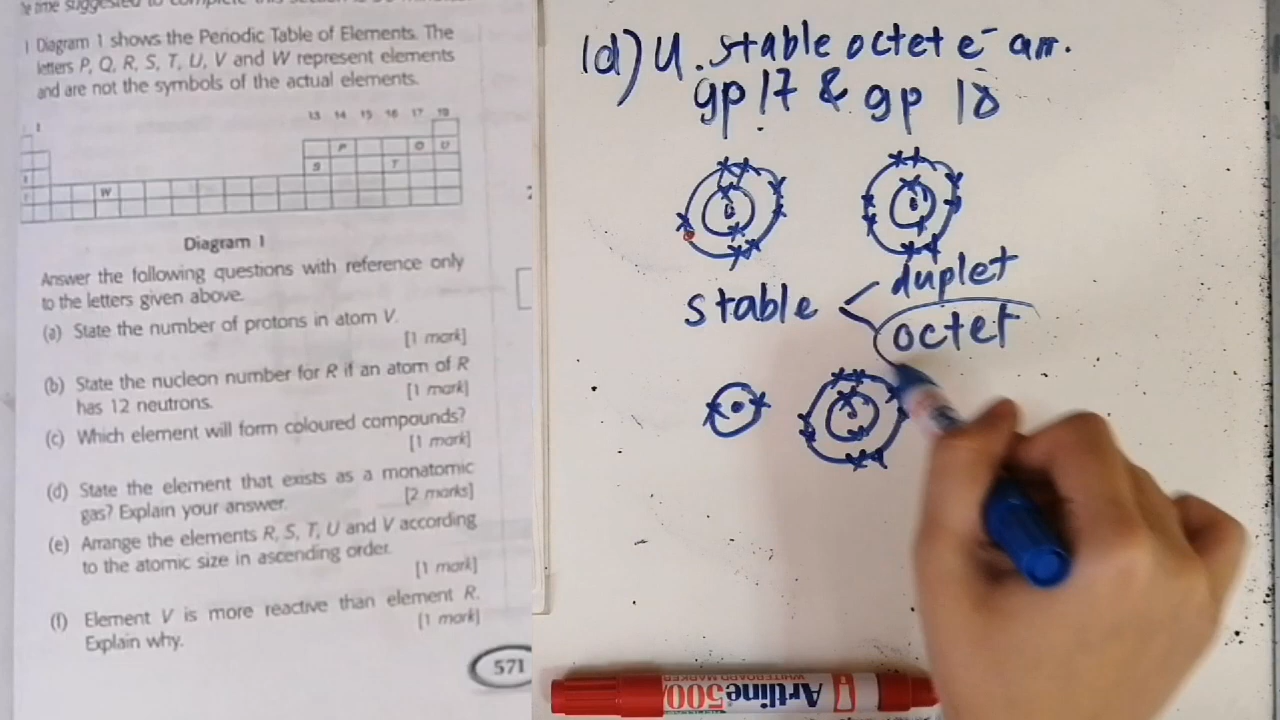 1 Diagram 1 shows the Periodic Table of Elements. The
letters P, Q, R, S, T, U, V and W represent elements
and are not the symbols of the actual elements.
1
13 14 15 16 17 18
P Q U
S T
W
Diagram 1
Answer the following questions with reference only
to the letters given above.
(a) State the number of protons in atom V.
[1 mark]
(b) State the nucleon number for R if an atom of R
has 12 neutrons.
[1 mark]
(c) Which element will form coloured compounds?
[1 mark]
(d) State the element that exists as a monatomic
gas? Explain your answer.
[2 marks]
(e) Arrange the elements R, S, T, U and V according
to the atomic size in ascending order.
[1 mark]
(f) Element V is more reactive than element R.
Explain why.
[1 mark]
571
1d) U. stable octet e⁻ arr.
gp 17 & gp 18
stable
duplet
octet
Artline 500A
WHITEBOARD MARKER